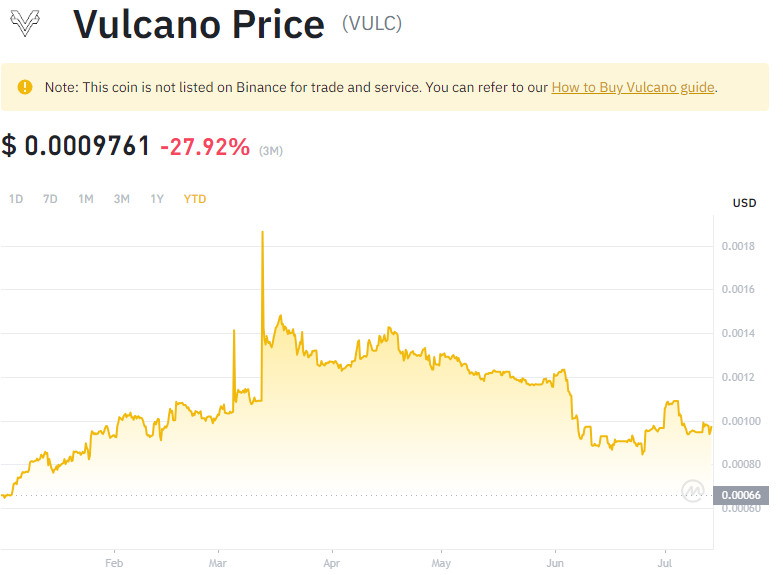 Vulcano Price (VULC)
Note: This coin is not listed on Binance for trade and service. You can refer to our How to Buy Vulcano guide.
$ 0.0009761 -27.92% (3M)
1D 7D 1M 3M 1Y YTD
USD
0.0018
0.0016
0.0014
0.0012
0.00100
0.00080
0.00066
0.00060
Feb Mar Apr May Jun Jul